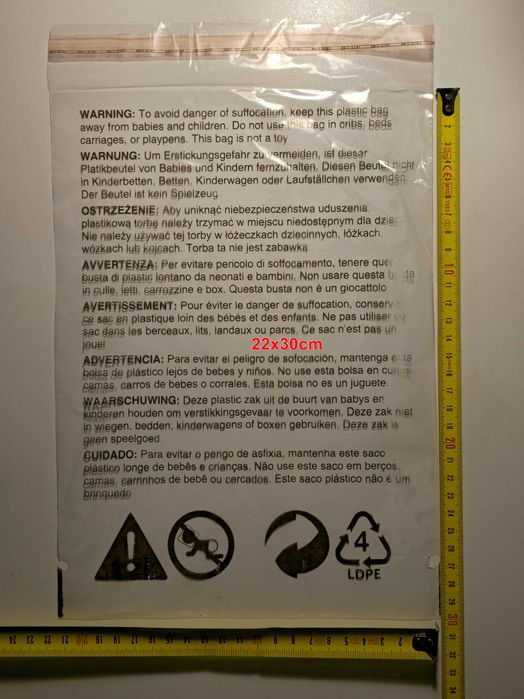 WARNING: To avoid danger of suffocation, keep this plastic bag
away from babies and children. Do not use this bag in cribs, beds
carriages, or playpens. This bag is not a toy
WARNUNG: Um Erstickungsgefahr zu vermeiden, ist dieser
Platikbeutel von Babies und Kindern fernzuhalten. Diesen Beutel nicht
in Kinderbetten, Betten, Kinderwagen oder Laufställchen verwenden.
Der Beutel ist kein Spielzeug
OSTRZEŻENIE: Aby uniknąć niebezpieczeństwa uduszenia,
plastikową torbę należy trzymać w miejscu niedostępnym dla dzieci.
Nie należy używać tej torby w łóżeczkach dziecinnych, łóżkach,
wózkach lub kojcach. Torba ta nie jest zabawką
AVVERTENZA: Per evitare pericolo di soffocamento, tenere que
busta di plastic lontano da neonati e bambini. Non usare questa busta
in culle, letti, carrozzine e box. Questa busta non è un giocattolo
AVERTISSEMENT: Pour éviter le danger de suffocation, conserv
ce sac en plastique loin des bébés et des enfants. Ne pas utiliser ce
sac dans les berceaux, lits, landaux ou parcs. Ce sac n'est pas un
jouet
22x30cm
ADVERTENCIA: Para evitar el peligro de sofocación, mantenga esta
bolsa de plástico lejos de bebes y niños. No use esta bolsa en cunas,
camas, carros de bebes o corrales. Esta bolsa no es un juguete.
WAARSCHUWING: Deze plastic zak uit de buurt van babys en
kinderen houden om verstikkingsgevaar te voorkomen. Deze zak niet
in wiegen, bedden, kinderwagens of boxen gebruiken. Deze zak is
geen speelgoed
CUIDADO: Para evitar o perigo de asfixia, mantenha este saco
plástico longe de bebês e crianças. Não use este saco em berços,
camas, carrinhos de bebê ou cercados. Este saco plástico não é um
brinquedo
4
LDPE